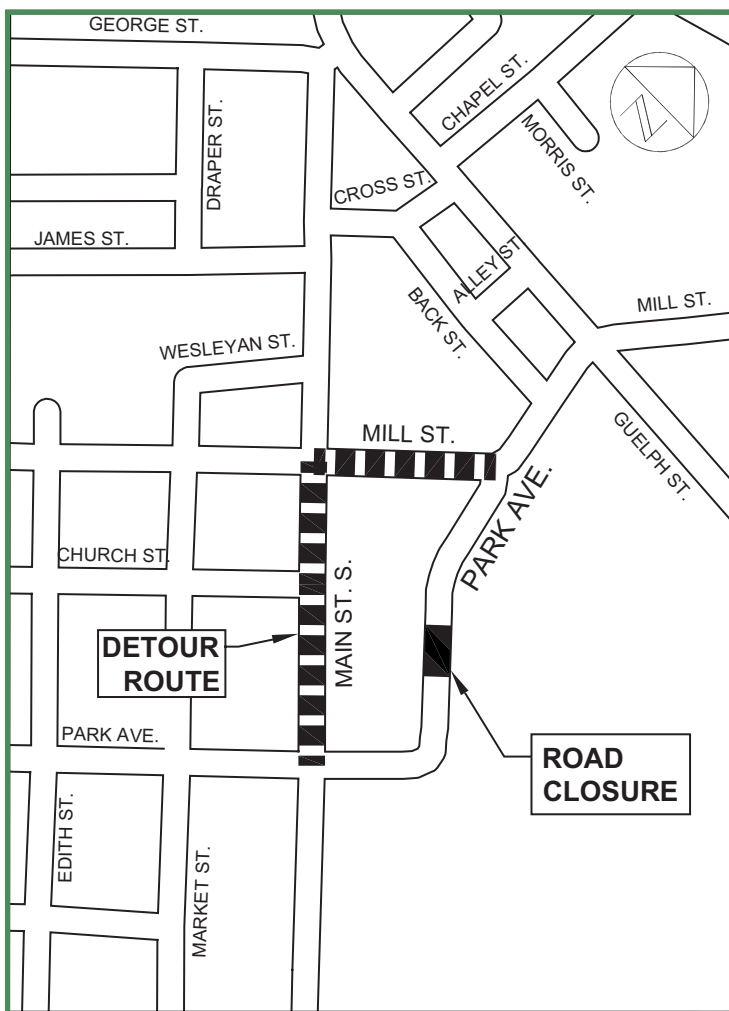 GEORGE ST.
CHAPEL ST.
DRAPER ST.
MORRIS ST.
CROSS ST.
JAMES ST.
ALLEY ST
BACK ST.
MILL ST.
WESLEYAN ST.
MILL ST.
GUELPH ST.
PARK AVE.
CHURCH ST.
MAIN ST. S.
DETOUR
ROUTE
PARK AVE.
ROAD
CLOSURE
EDITH ST.
MARKET ST.